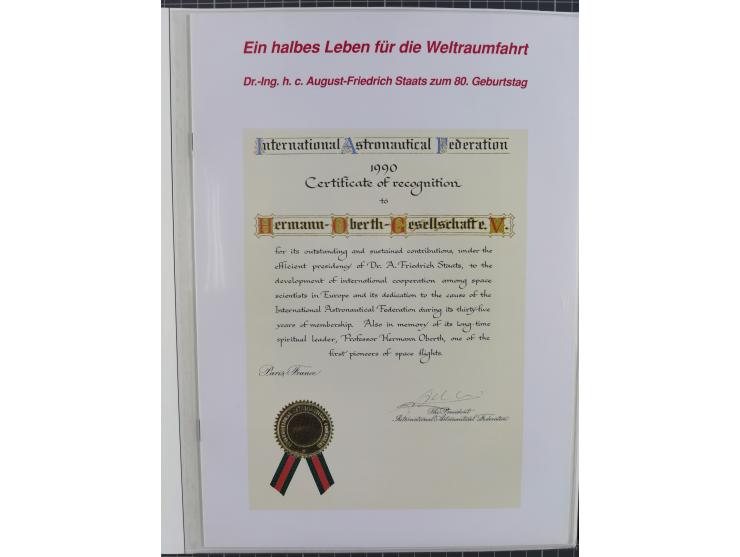 Ein halbes Leben für die Weltraumfahrt
Dr.-Ing. h. c. August-Friedrich Staats zum 80. Geburtstag
International Astronautical Federation
1990
Certificate of recognition
to
Hermann-Oberth-Gesellschaft e. V.
for its outstanding and sustained contributions, under the
efficient presidency of Dr. A. Friedrich Staats, to the
development of international cooperation among space
scientists in Europe and its dedication to the cause of the
International Astronautical Federation during its thirty-five
years of membership. Also in memory of its long-time
spiritual leader, Professor Hermann Oberth, one of the
first pioneers of space flights.
Paris, France
The President
International Astronautical Federation